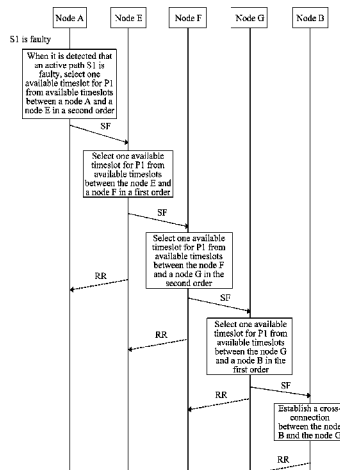 Node A
Node E
Node F
Node G
Node B
S1 is faulty
When it is detected that
an active path S1 is
faulty, select one
available timeslot for P1
from available timeslots
between a node A and a
node E in a second order
SF
Select one available
timeslot for P1 from
available timeslots
between the node E and
a node F in a first order
SF
Select one available
timeslot for P1 from
available timeslots
between the node F
and a node G in the
second order
RR
SF
Select one available
timeslot for P1 from
available timeslots
between the node G
and a node B in the
first order
RR
SF
RR
Establish a cross-
connection
between the node
B and the node G
RR